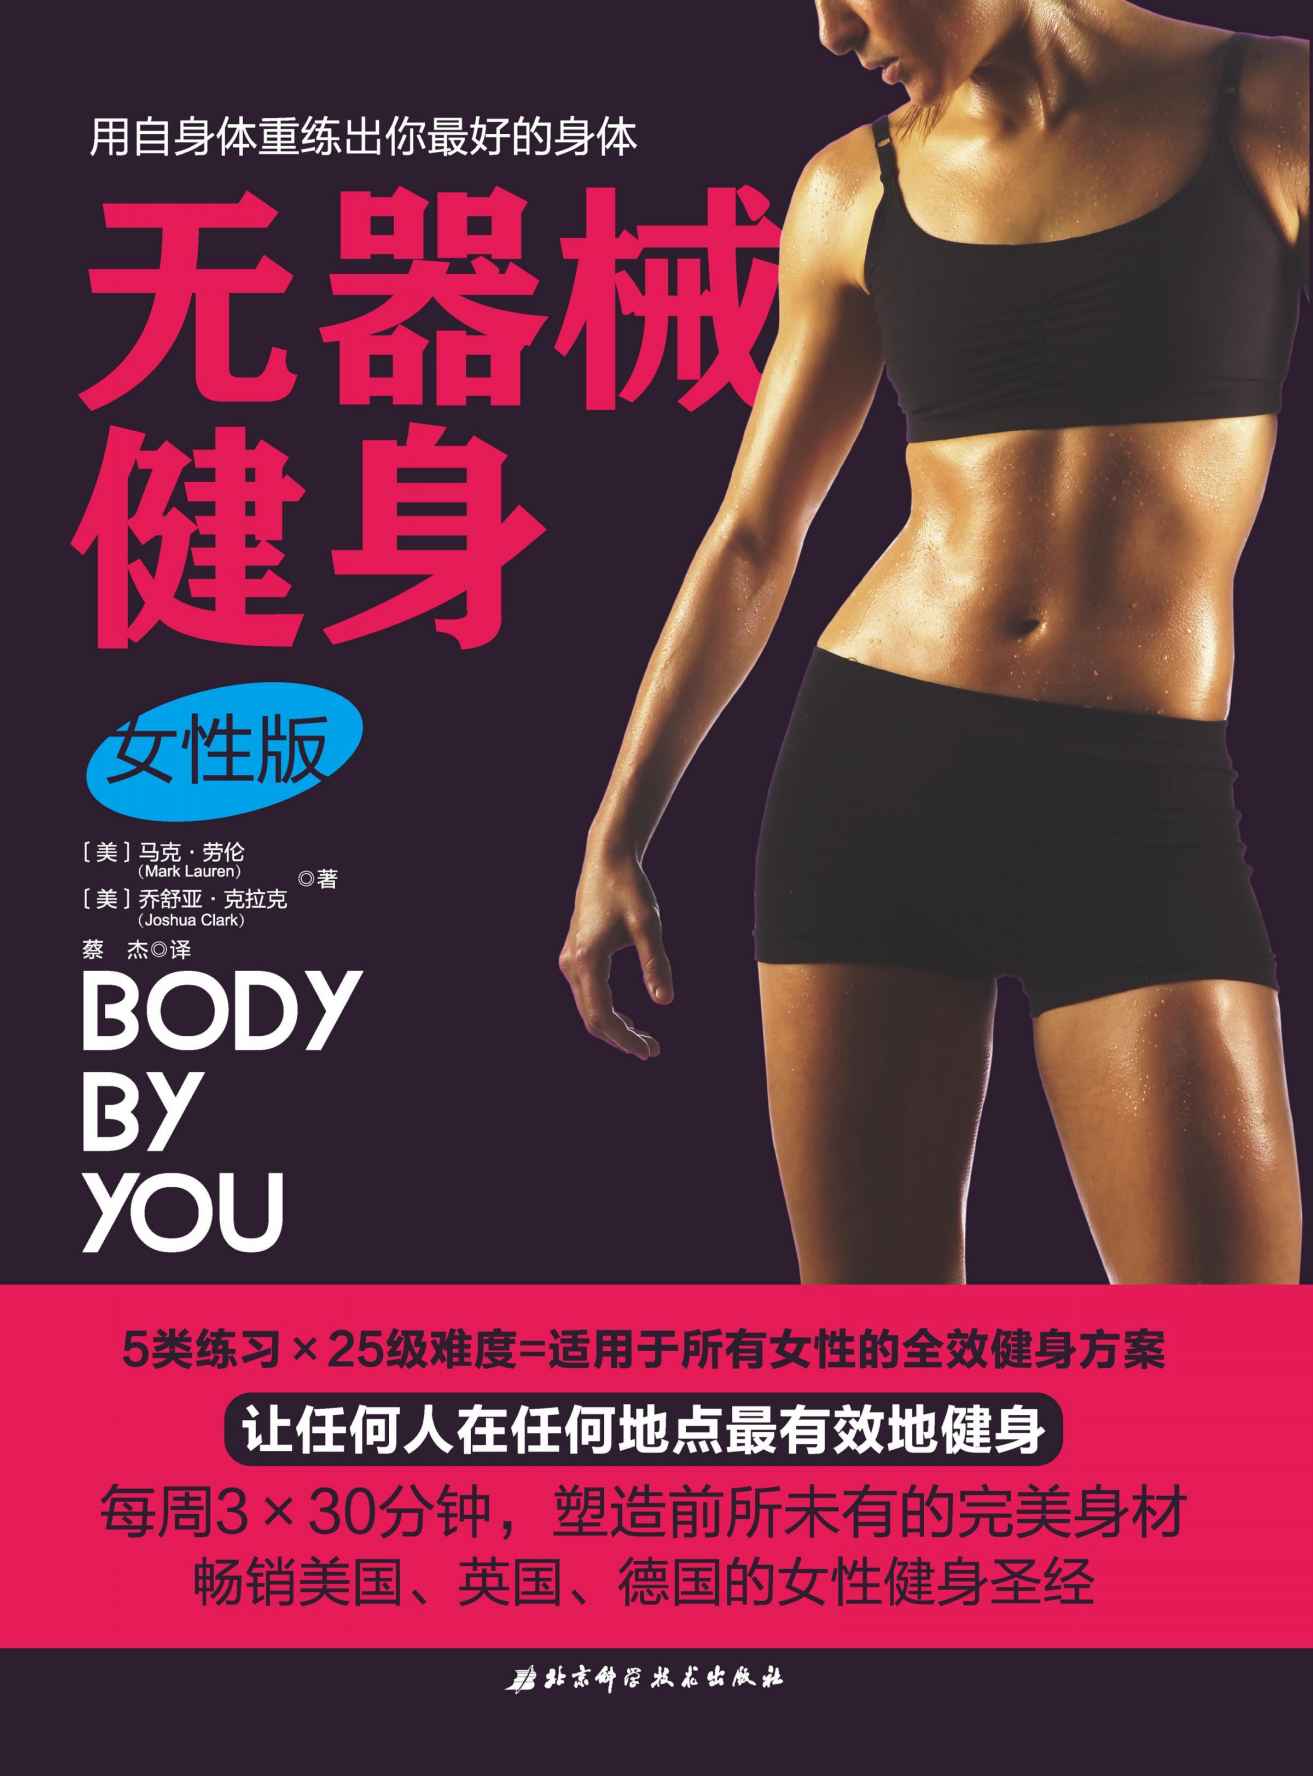 用自身体重练出你最好的身体
无器械
健身
女性版
[美]马克·劳伦
(Mark Lauren)
◎著
[美]乔舒亚·克拉克
(Joshua Clark)
蔡 杰◎译
BODY
BY
YOU
5类练习×25级难度=适用于所有女性的全效健身方案
让任何人在任何地点最有效地健身
每周3×30分钟，塑造前所未有的完美身材
畅销美国、英国、德国的女性健身圣经
北京科学技术出版社